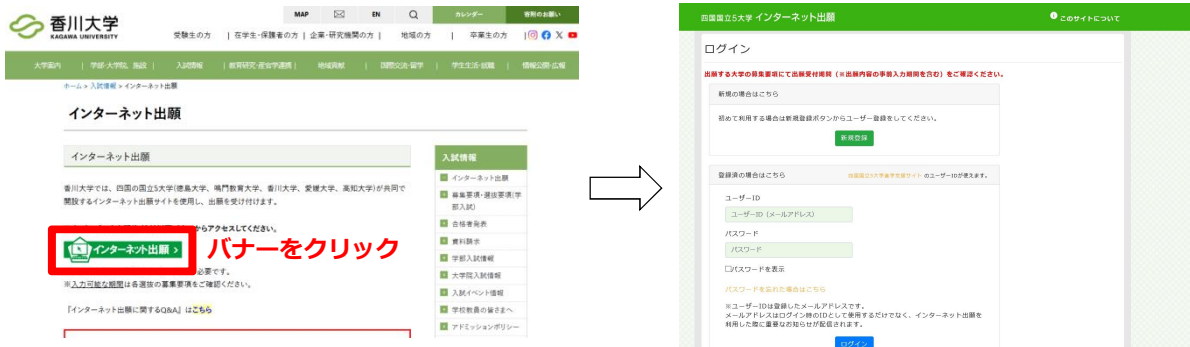 香川大学
KAGAWA UNIVERSITY
MAP
EN
カレンダー
寄附のお願い
受験生の方 | 在学生・保護者の方 | 企業・研究機関の方 | 地域の方 | 卒業生の方
大学案内 | 学部・大学院, 施設 | 入試情報 | 教育研究・産官学連携 | 地域貢献 | 国際交流・留学 | 学生生活・就職 | 情報公開・広報
ホーム » 入試情報 » インターネット出願
インターネット出願
インターネット出願
香川大学では、四国の国立5大学(徳島大学、鳴門教育大学、香川大学、愛媛大学、高知大学)が共同で
開設するインターネット出願サイトを使用し、出願を受け付けます。
からアクセスしてください。
インターネット出願 >
バナーをクリック
必要です。
※入力可能な期間は各選抜の募集要項をご確認ください。
『インターネット出願に関するQ&A』はこちら
入試情報
インターネット出願
募集要項・選抜要項(学
部入試)
合格者発表
資料請求
学部入試情報
大学院入試情報
入試イベント情報
学校教員の皆さまへ
アドミッションポリシー
四国国立5大学 インターネット出願
このサイトについて
ログイン
出願する大学の募集要項にて出願受付期間(※出願内容の事前入力期間を含む)をご確認ください。
新規の場合はこちら
初めて利用する場合は新規登録ボタンからユーザー登録をしてください。
新規登録
登録済の場合はこちら
のユーザーIDが使えます。
ユーザーID
ユーザーID(メールアドレス)
パスワード
パスワード
パスワードを表示
パスワードを忘れた場合はこちら
※ユーザーIDは登録したメールアドレスです。
メールアドレスはログイン時のIDとして使用するだけでなく、インターネット出願を
利用した際に重要なお知らせが配信されます。
ログイン